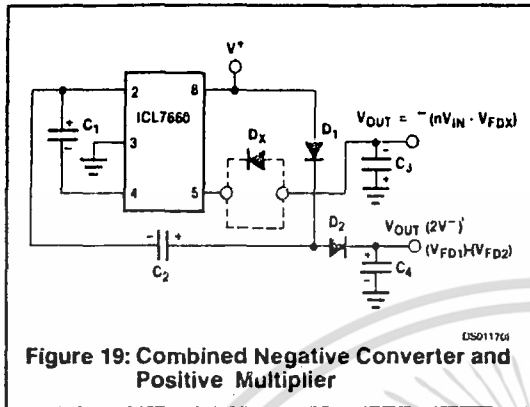 V+
2
8
ICL7660
C1
3
4
5
DX
D1
VOUT = -(nVIN · VFDX)
C3
D2
VOUT (2V-)
(VFD1)-(VFD2)
C2
C4
DS01170I
Figure 19: Combined Negative Converter and
Positive Multiplier